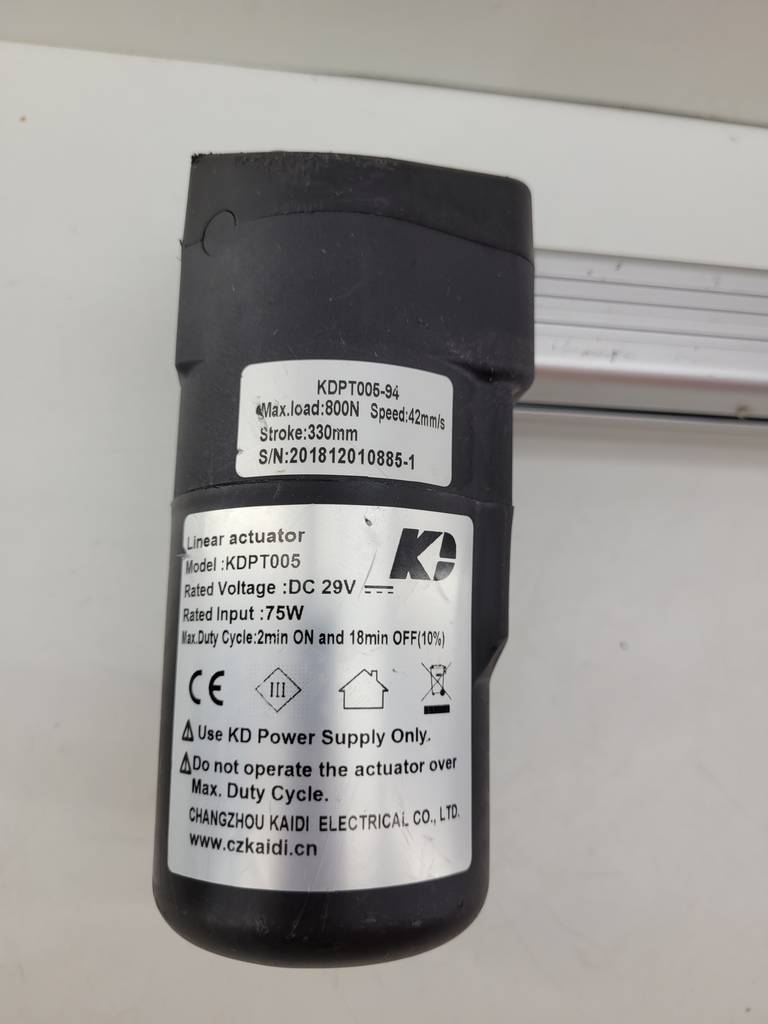 KDPT005-94
Max.load:800N Speed:42mm/s
Stroke:330mm
S/N:201812010885-1
Linear actuator
KD
Model :KDPT005
Rated Voltage :DC 29V
Rated Input :75W
Max.Duty Cycle:2min ON and 18min OFF(10%)
CE III
Use KD Power Supply Only.
Do not operate the actuator over
Max. Duty Cycle.
CHANGZHOU KAIDI ELECTRICAL CO., LTD.
www.czkaidi.cn